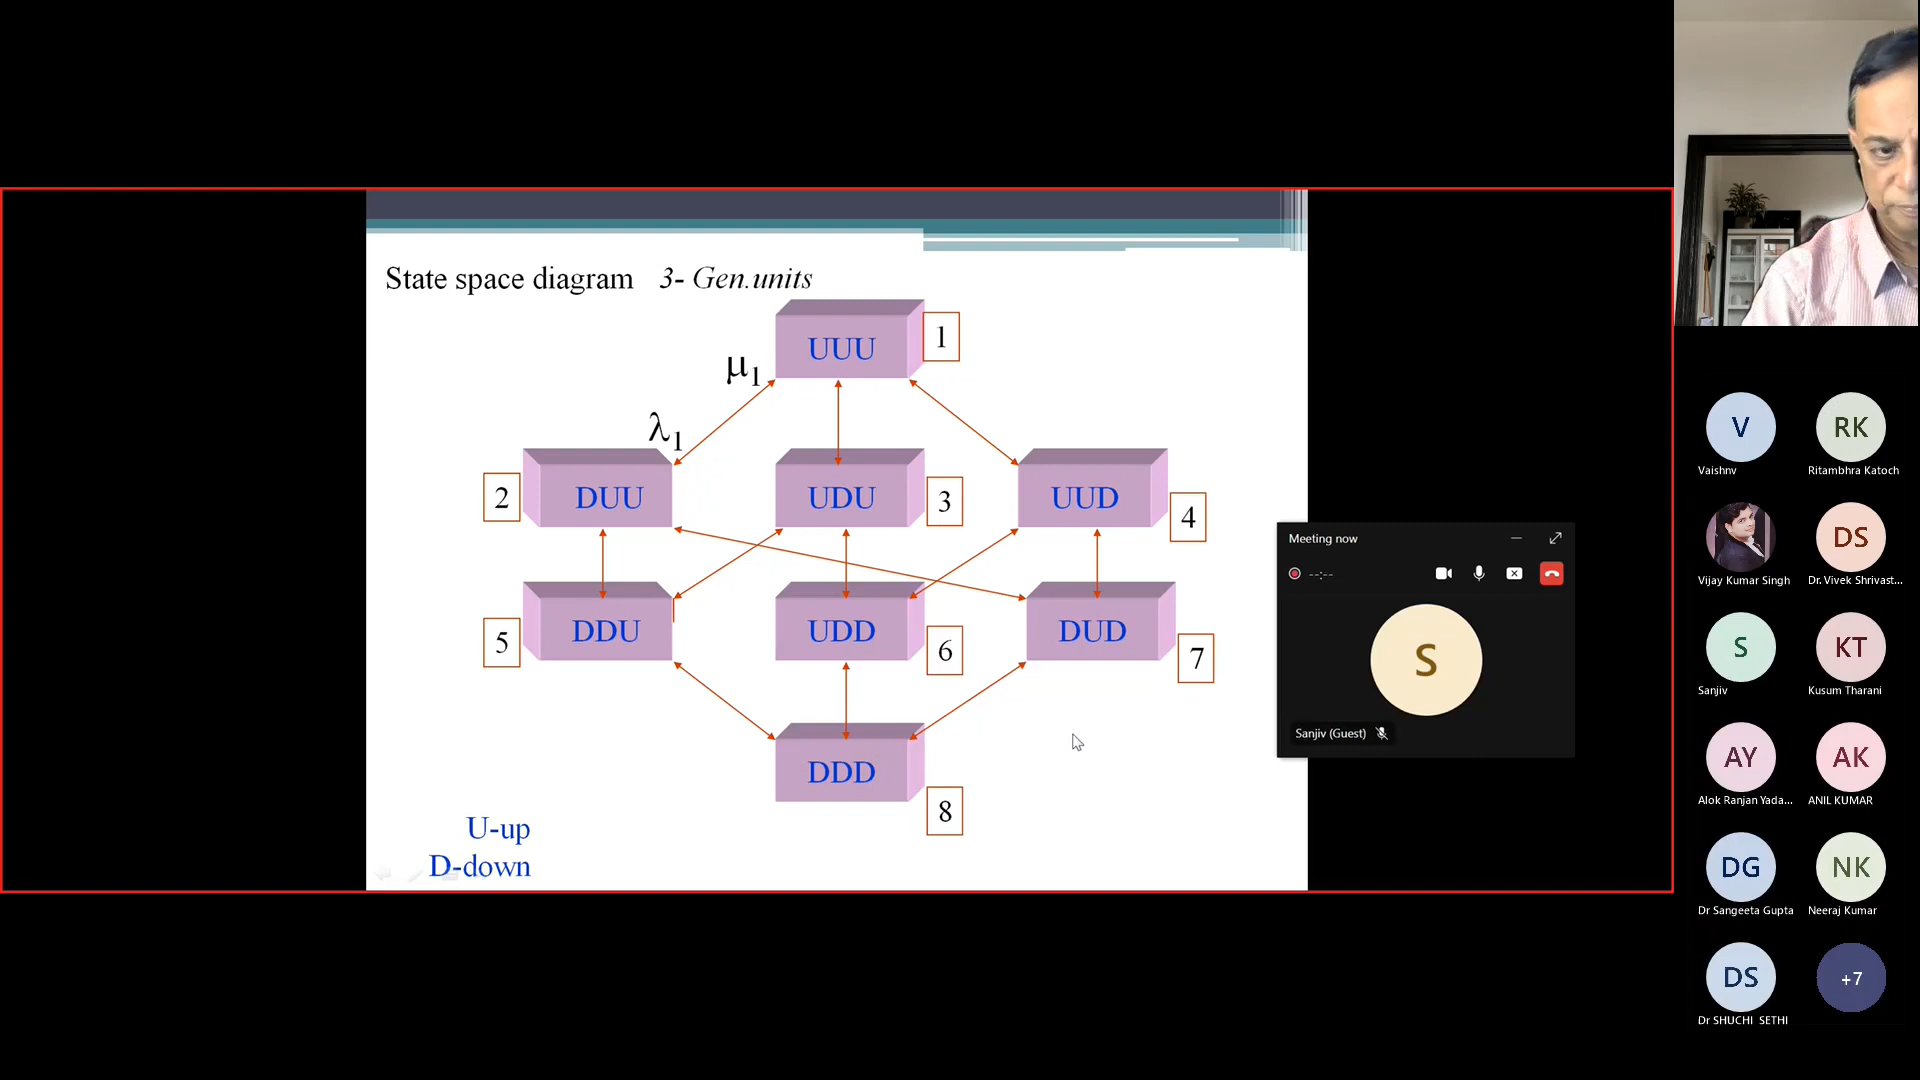 State space diagram 3- Gen.units
UUU
1
μ1
λ1
2
DUU
UDU
3
UUD
4
5
DDU
UDD
6
DUD
7
DDD
8
U-up
D-down
Meeting now
--:--
S
Sanjiv (Guest)
V
RK
Vaishnv
Ritambhra Katoch
DS
Vijay Kumar Singh
Dr. Vivek Shrivast...
S
KT
Sanjiv
Kusum Tharani
AY
AK
Alok Ranjan Yada...
ANIL KUMAR
DG
NK
Dr Sangeeta Gupta
Neeraj Kumar
DS
+7
Dr SHUCHI SETHI